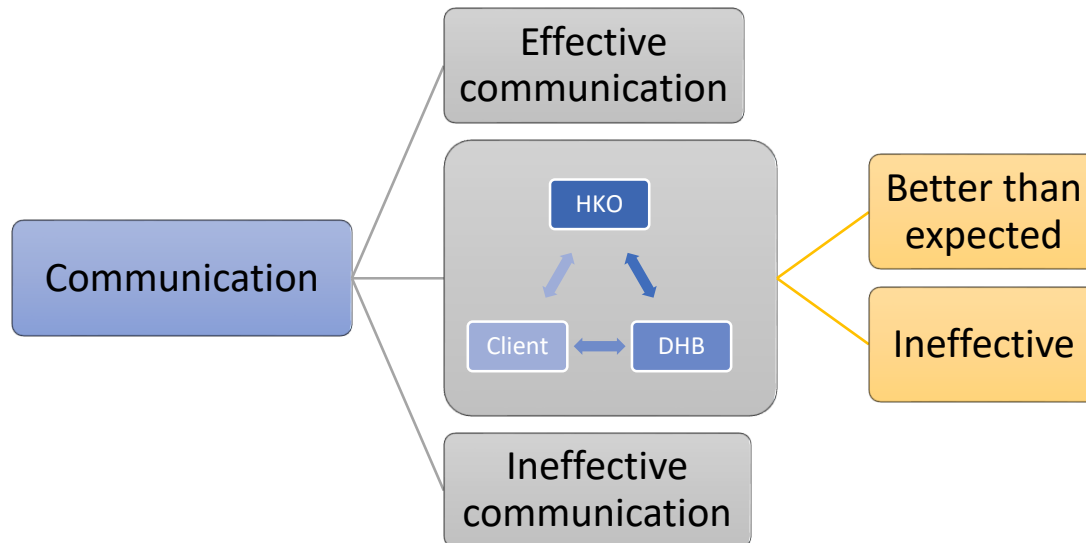 Effective
communication
HKO
Better than
expected
Communication
Client
DHB
Ineffective
Ineffective
communication